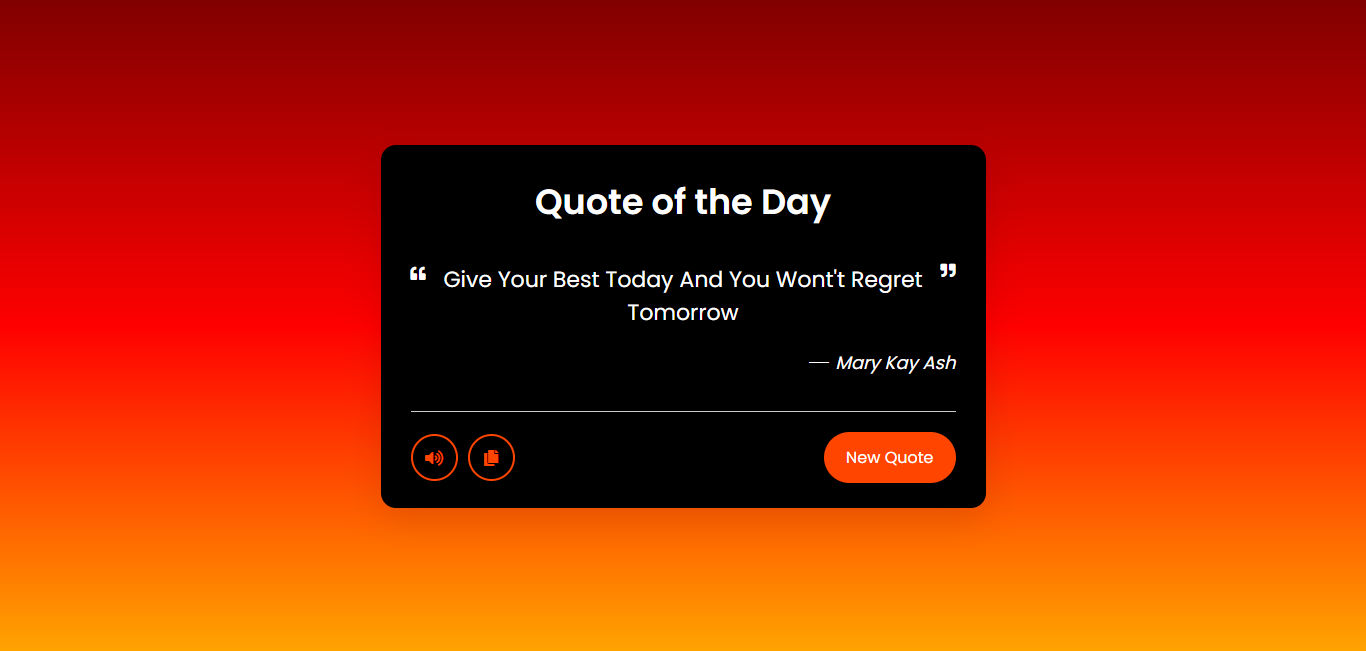 Quote of the Day
“ Give Your Best Today And You Wont't Regret ”
Tomorrow
— Mary Kay Ash
New Quote